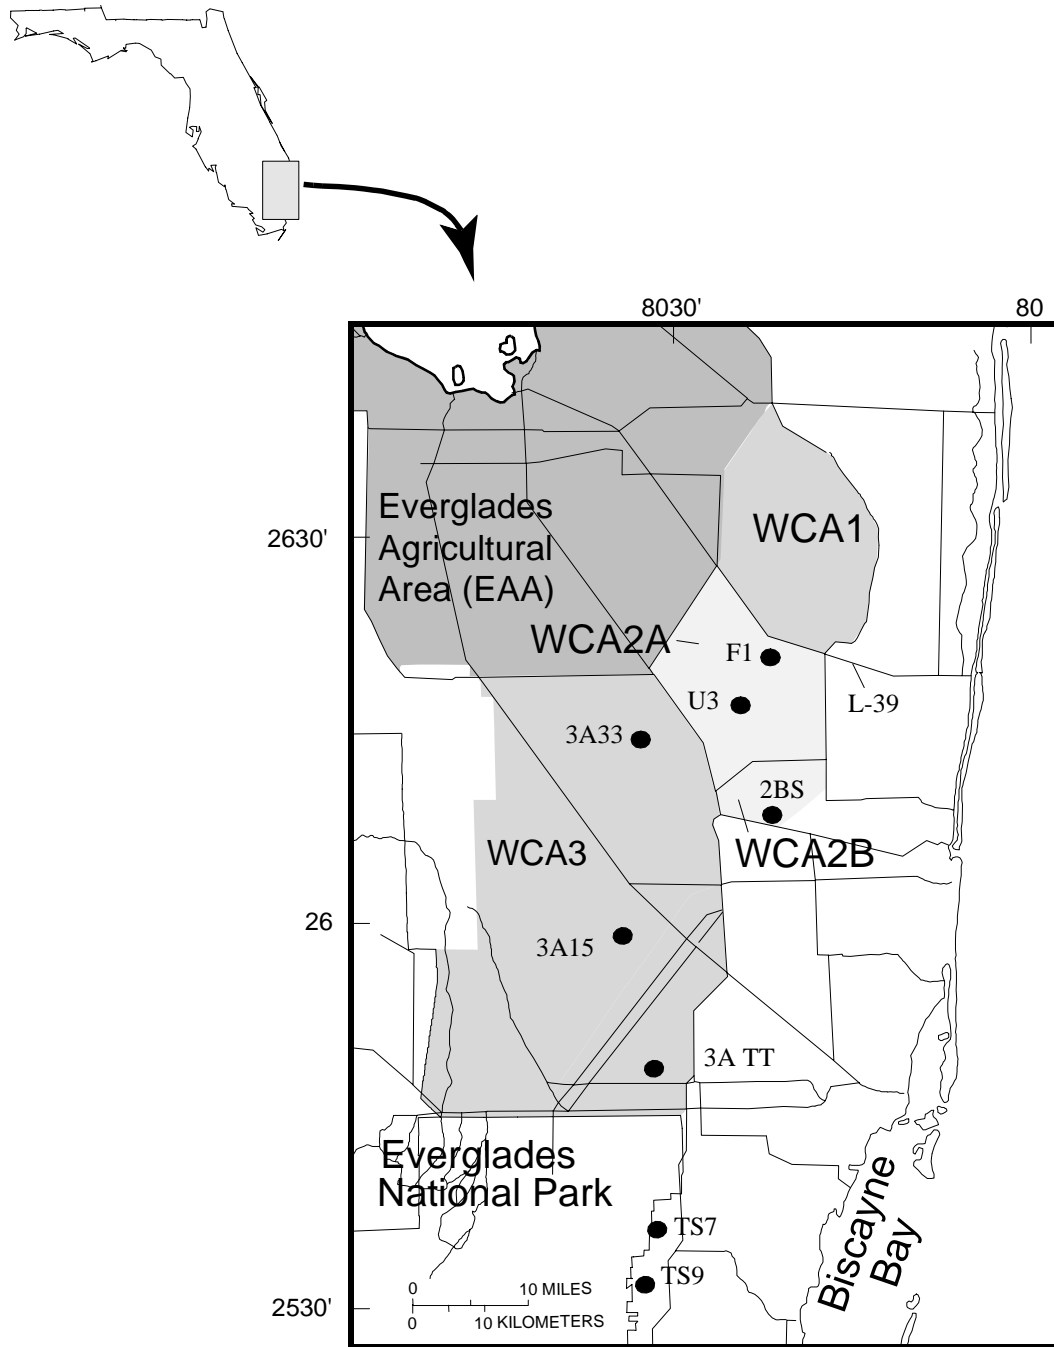 8030'
80
Everglades
Agricultural
Area (EAA)
WCA1
2630'
WCA2A
F1
U3
L-39
3A33
2BS
WCA3
WCA2B
26
3A15
3A TT
Everglades
National Park
Biscayne
Bay
TS7
TS9
0
10 MILES
2530'
0
10 KILOMETERS